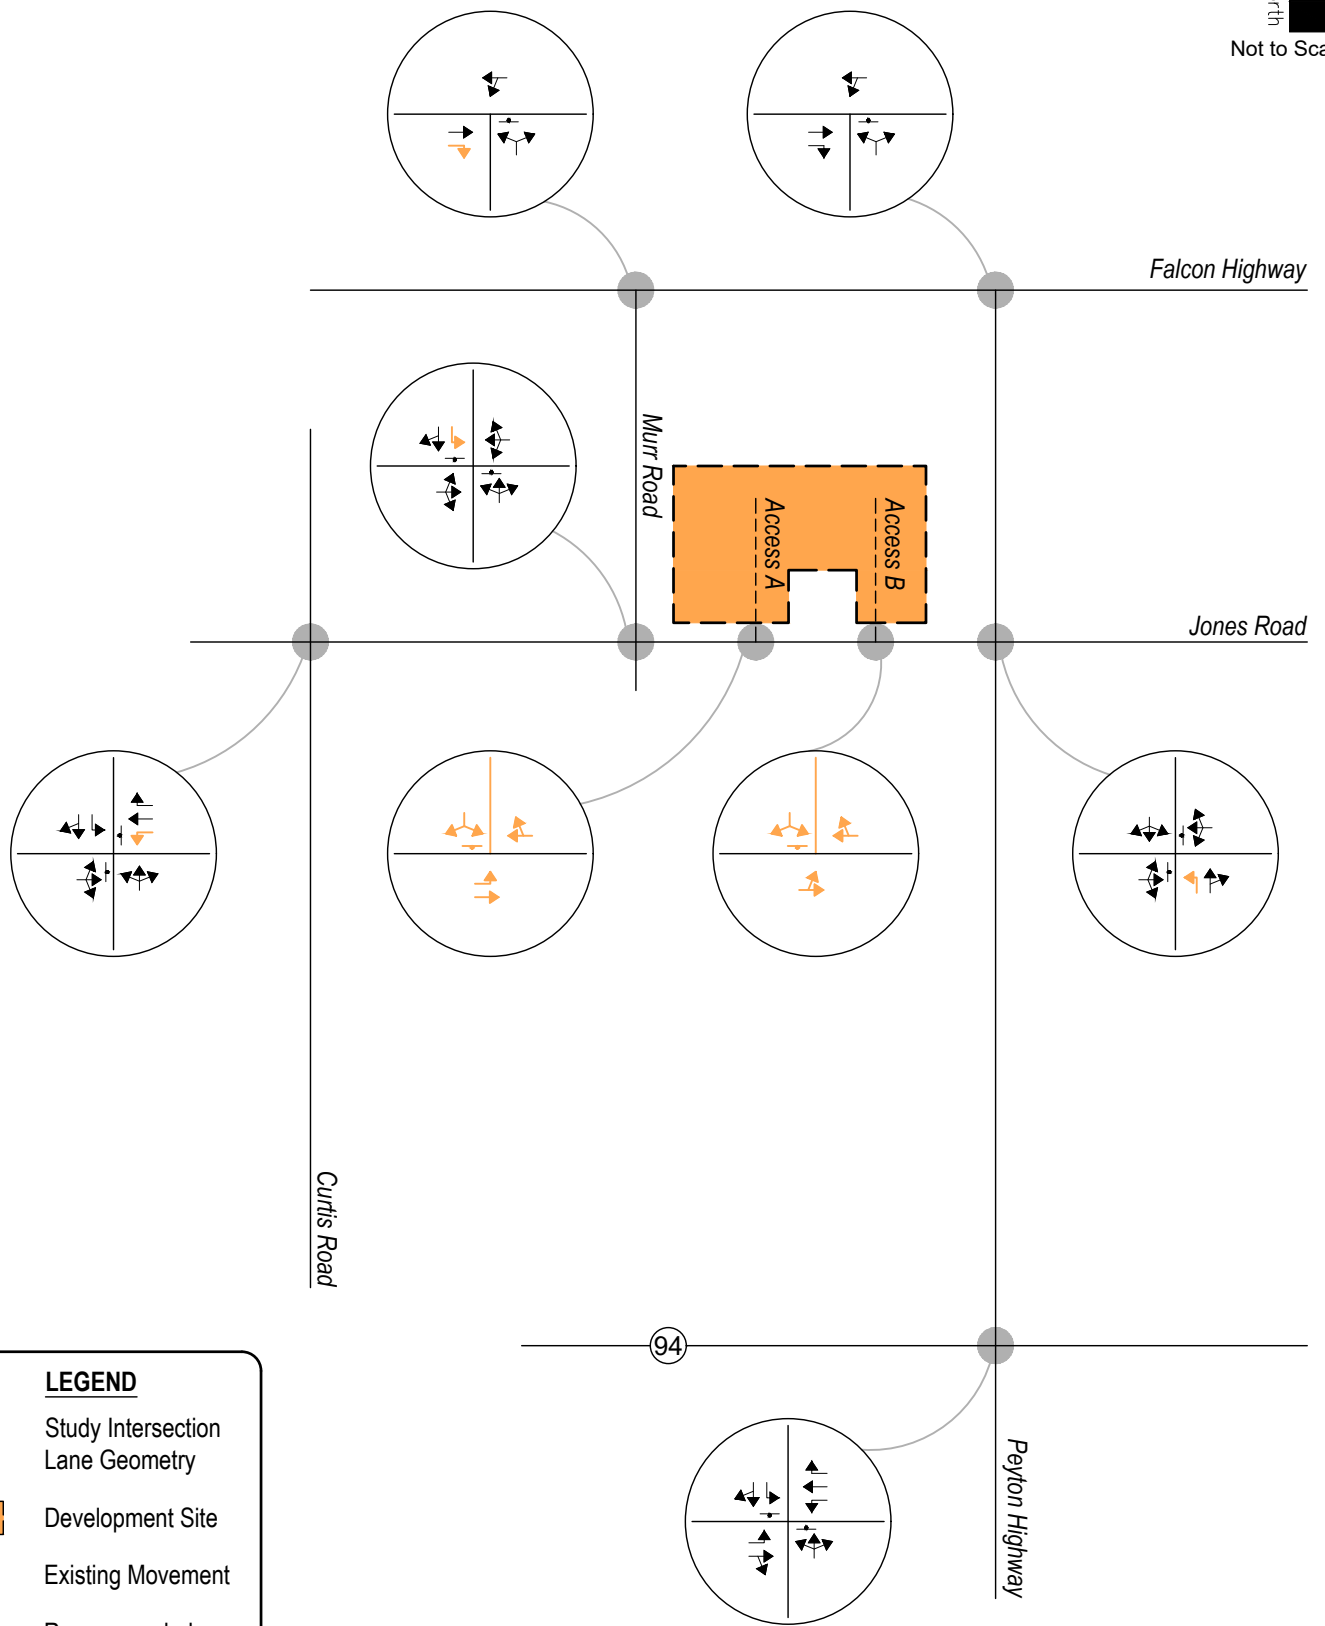 Not to Sca
Falcon Highway
Murr Road
Access A
Access B
Jones Road
Curtis Road
94
Peyton Highway
LEGEND
Study Intersection
Lane Geometry
Development Site
Existing Movement